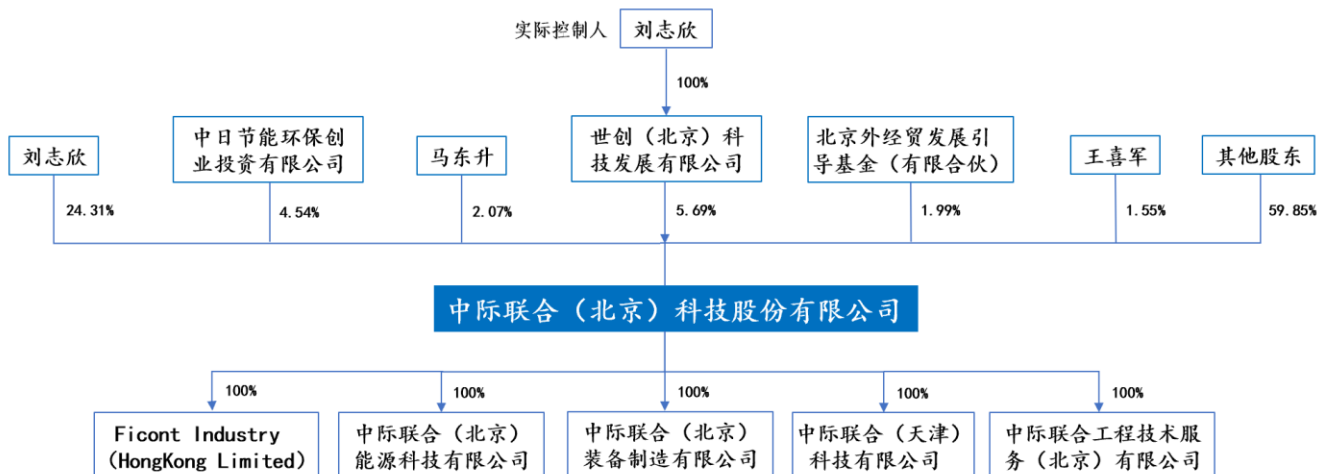 实际控制人
刘志欣
100%
刘志欣
中日节能环保创
业投资有限公司
马东升
世创（北京）科
技发展有限公司
北京外经贸发展引
导基金（有限合伙）
王喜军
其他股东
24.31%
4.54%
2.07%
5.69%
1.99%
1.55%
59.85%
中际联合（北京）科技股份有限公司
100%
100%
100%
100%
100%
Ficont Industry
（HongKong Limited）
中际联合（北京）
能源科技有限公司
中际联合（北京）
装备制造有限公司
中际联合（天津）
科技有限公司
中际联合工程技术服
务（北京）有限公司